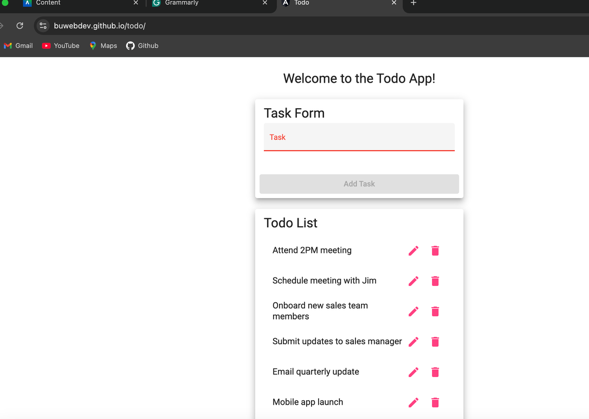 Content
Grammarly
Todo
buwebdev.github.io/todo/
Gmail
YouTube
Maps
Github
Welcome to the Todo App!
Task Form
Task
Add Task
Todo List
Attend 2PM meeting
Schedule meeting with Jim
Onboard new sales team
members
Submit updates to sales manager
Email quarterly update
Mobile app launch